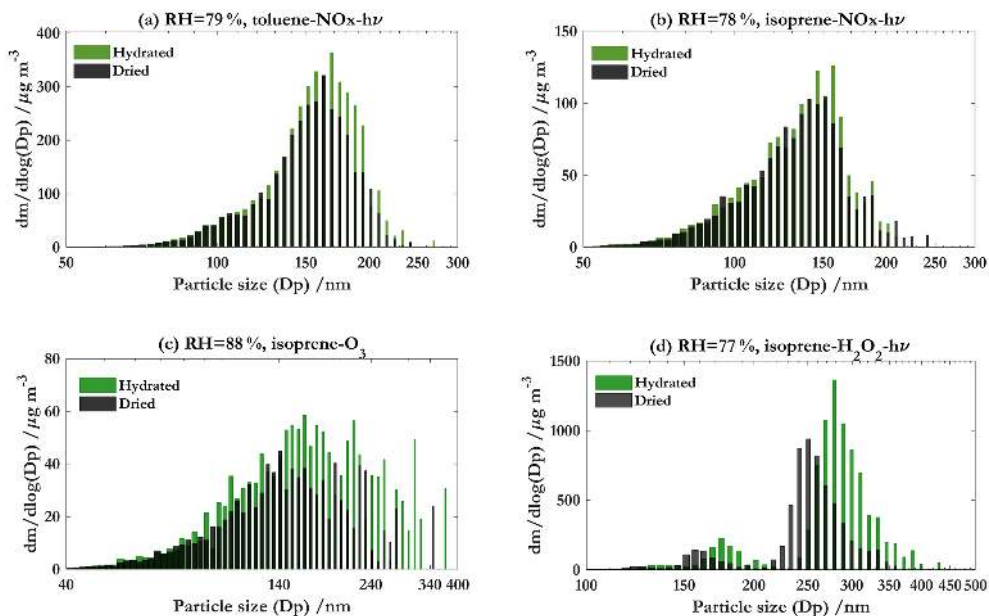 (a) RH=79 %, toluene-NOx-hν
400
300
200
100
0
dm/dlog(Dp) /µg m-3
Hydrated
Dried
50 100 150 200 250 300
Particle size (Dp) /nm
(b) RH=78 %, isoprene-NOx-hν
150
100
50
0
dm/dlog(Dp) /µg m-3
Hydrated
Dried
50 100 150 200 250 300
Particle size (Dp) /nm
(c) RH=88 %, isoprene-O3
80
60
40
20
0
dm/dlog(Dp) /µg m-3
Hydrated
Dried
40 140 240 340 400
Particle size (Dp) /nm
(d) RH=77 %, isoprene-H2O2-hν
1500
1000
500
0
dm/dlog(Dp) /µg m-3
Hydrated
Dried
100 150 200 250 300 350 400 450 500
Particle size (Dp) /nm